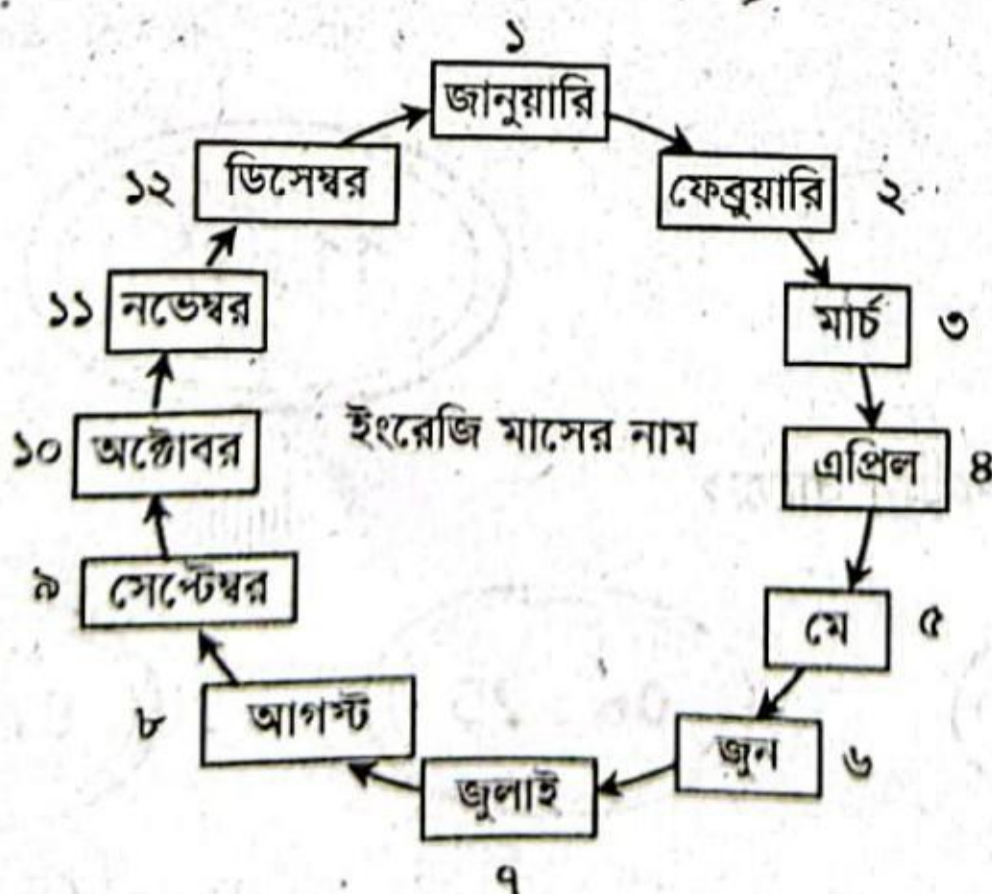 ১
জানুয়ারি
ফেব্রুয়ারি ২
মার্চ ৩
এপ্রিল ৪
মে ৫
জুন ৬
জুলাই
৭
৮ আগস্ট
৯ সেপ্টেম্বর
১০ অক্টোবর
১১ নভেম্বর
১২ ডিসেম্বর
ইংরেজি মাসের নাম